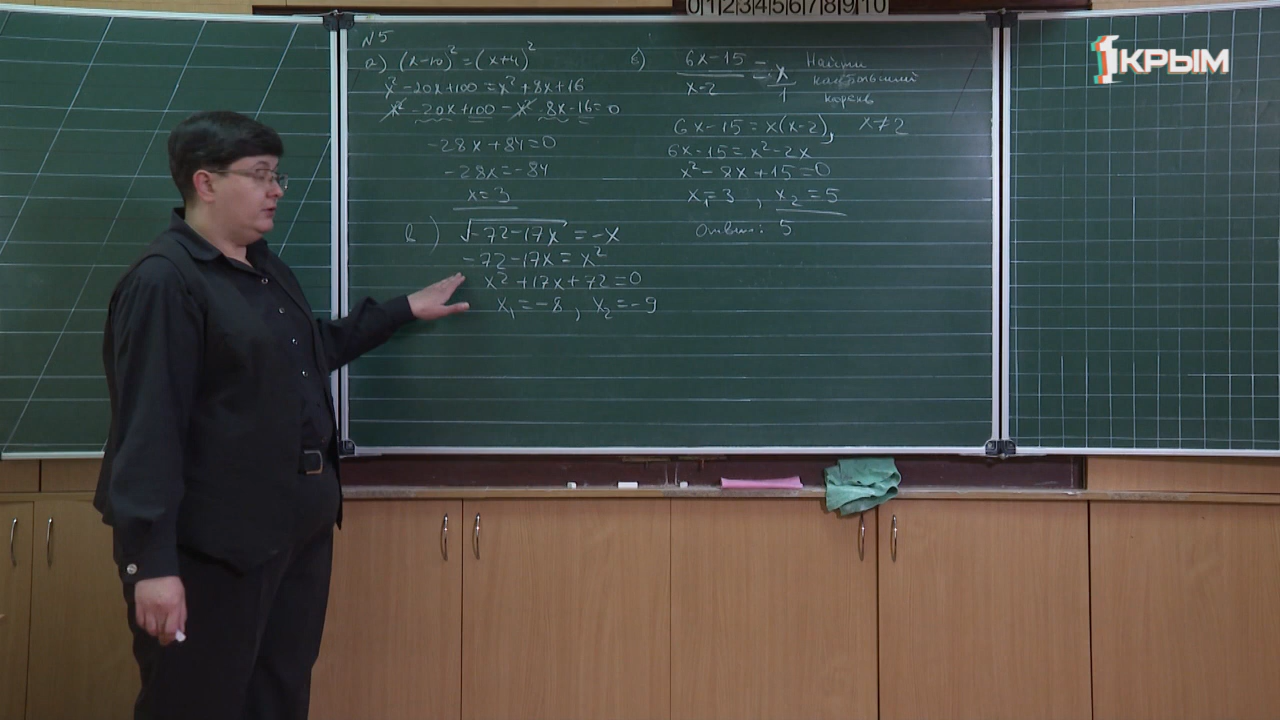 0 1 2 3 4 5 6 7 8 9 10
1КРЫМ
N5
а) (x-10)² = (x+4)²
x² -20x+100 = x² + 8x + 16
x² - 20x + 100 - x² - 8x - 16 = 0
-28x + 84 = 0
-28x = -84
x = 3
б) (6x-15)/(x-2) = x/1
Найти
наибольший
корень
6x-15 = x(x-2), x≠2
6x-15 = x²-2x
x² - 8x + 15 = 0
x₁ = 3 , x₂ = 5
Ответ: 5
в) √-72-17x = -x
-72-17x = x²
x² + 17x + 72 = 0
x₁ = -8 , x₂ = -9